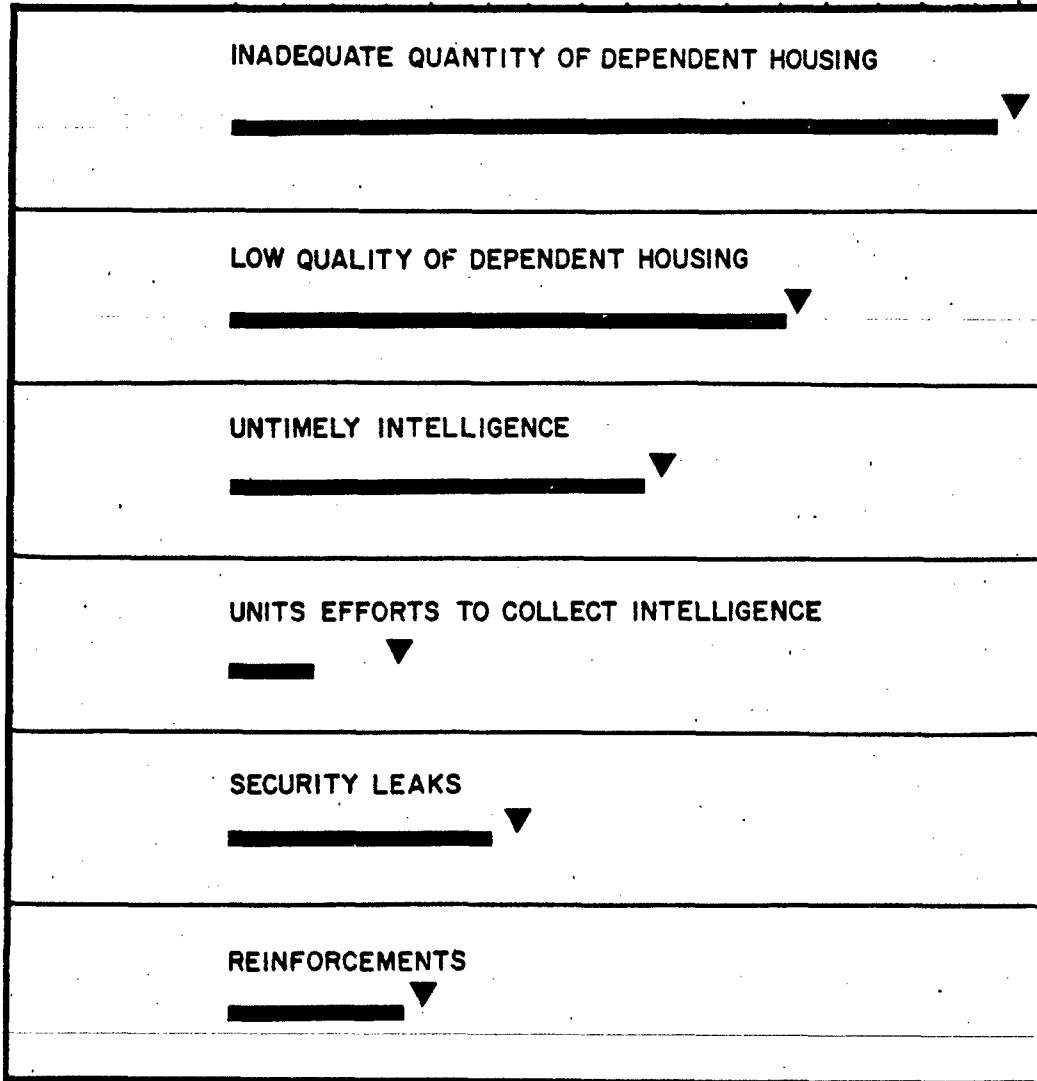 INADEQUATE QUANTITY OF DEPENDENT HOUSING
LOW QUALITY OF DEPENDENT HOUSING
UNTIMELY INTELLIGENCE
UNITS EFFORTS TO COLLECT INTELLIGENCE
SECURITY LEAKS
REINFORCEMENTS